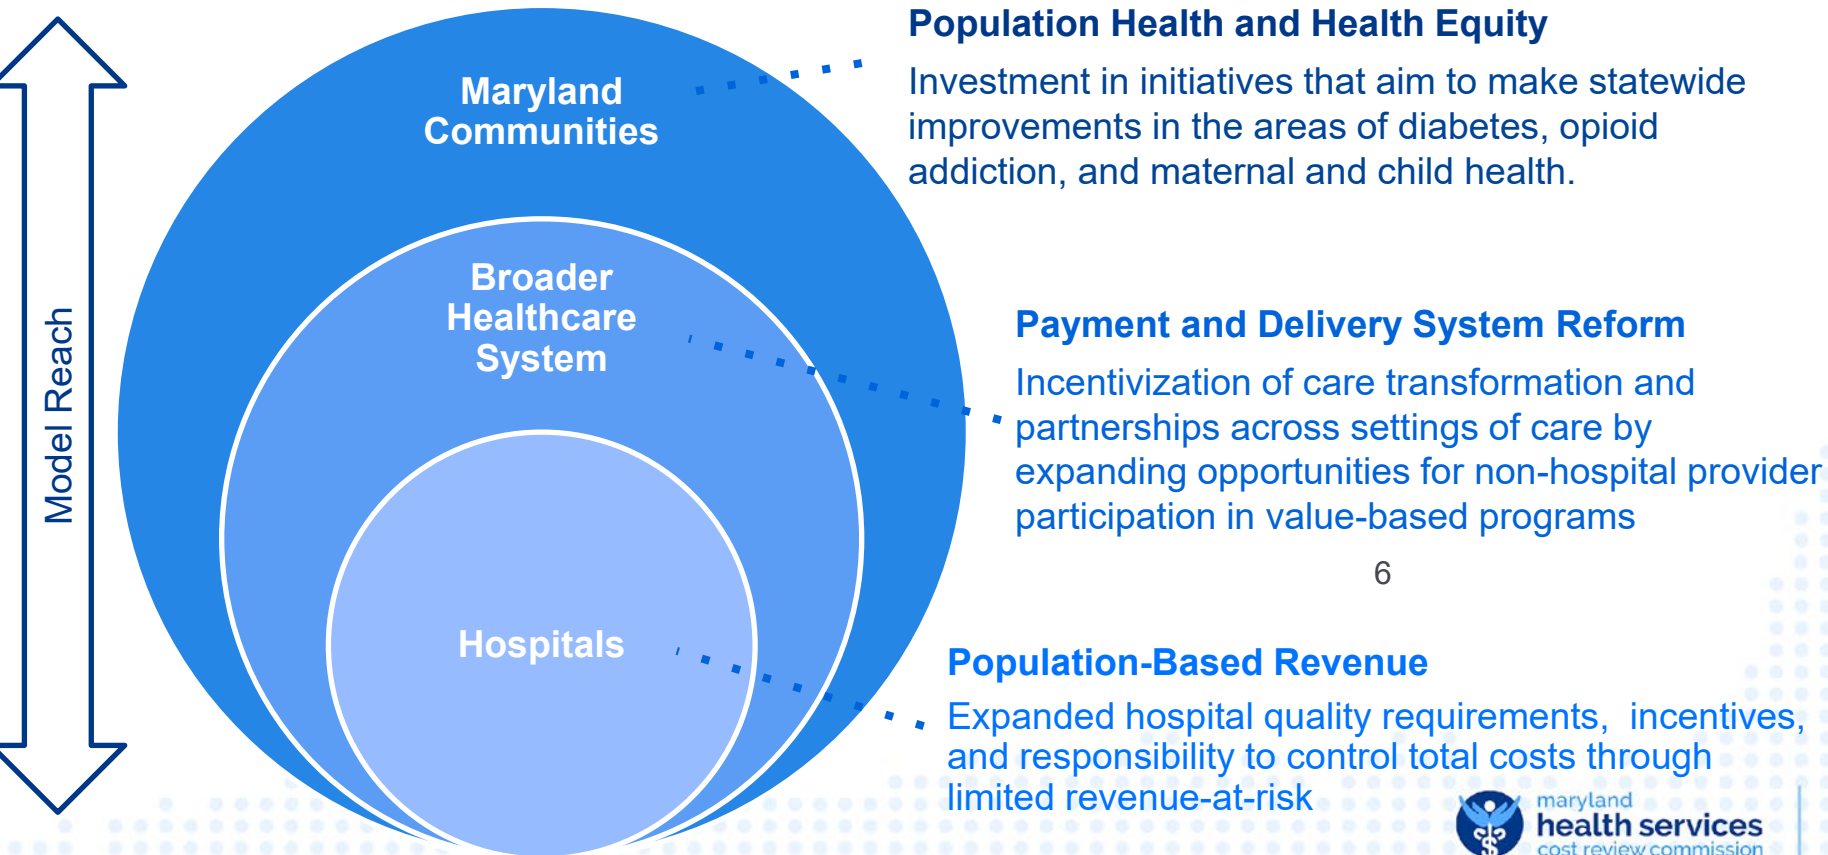 Model Reach
Maryland
Communities
Broader
Healthcare
System
Hospitals
Population Health and Health Equity
Investment in initiatives that aim to make statewide
improvements in the areas of diabetes, opioid
addiction, and maternal and child health.
Payment and Delivery System Reform
Incentivization of care transformation and
partnerships across settings of care by
expanding opportunities for non-hospital provider
participation in value-based programs
6
Population-Based Revenue
Expanded hospital quality requirements,  incentives,
and responsibility to control total costs through
limited revenue-at-risk
maryland
health services
cost review commission